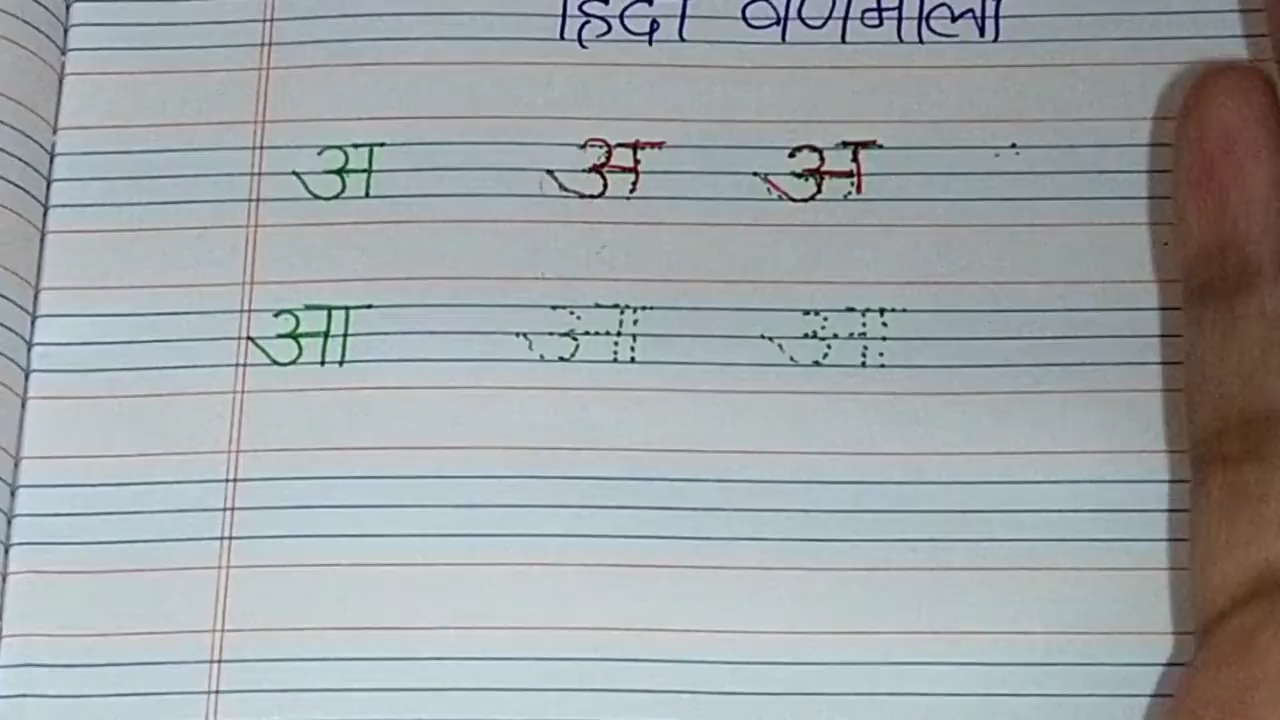 हिंदी वर्णमाला
अ अ अ
आ आ आ